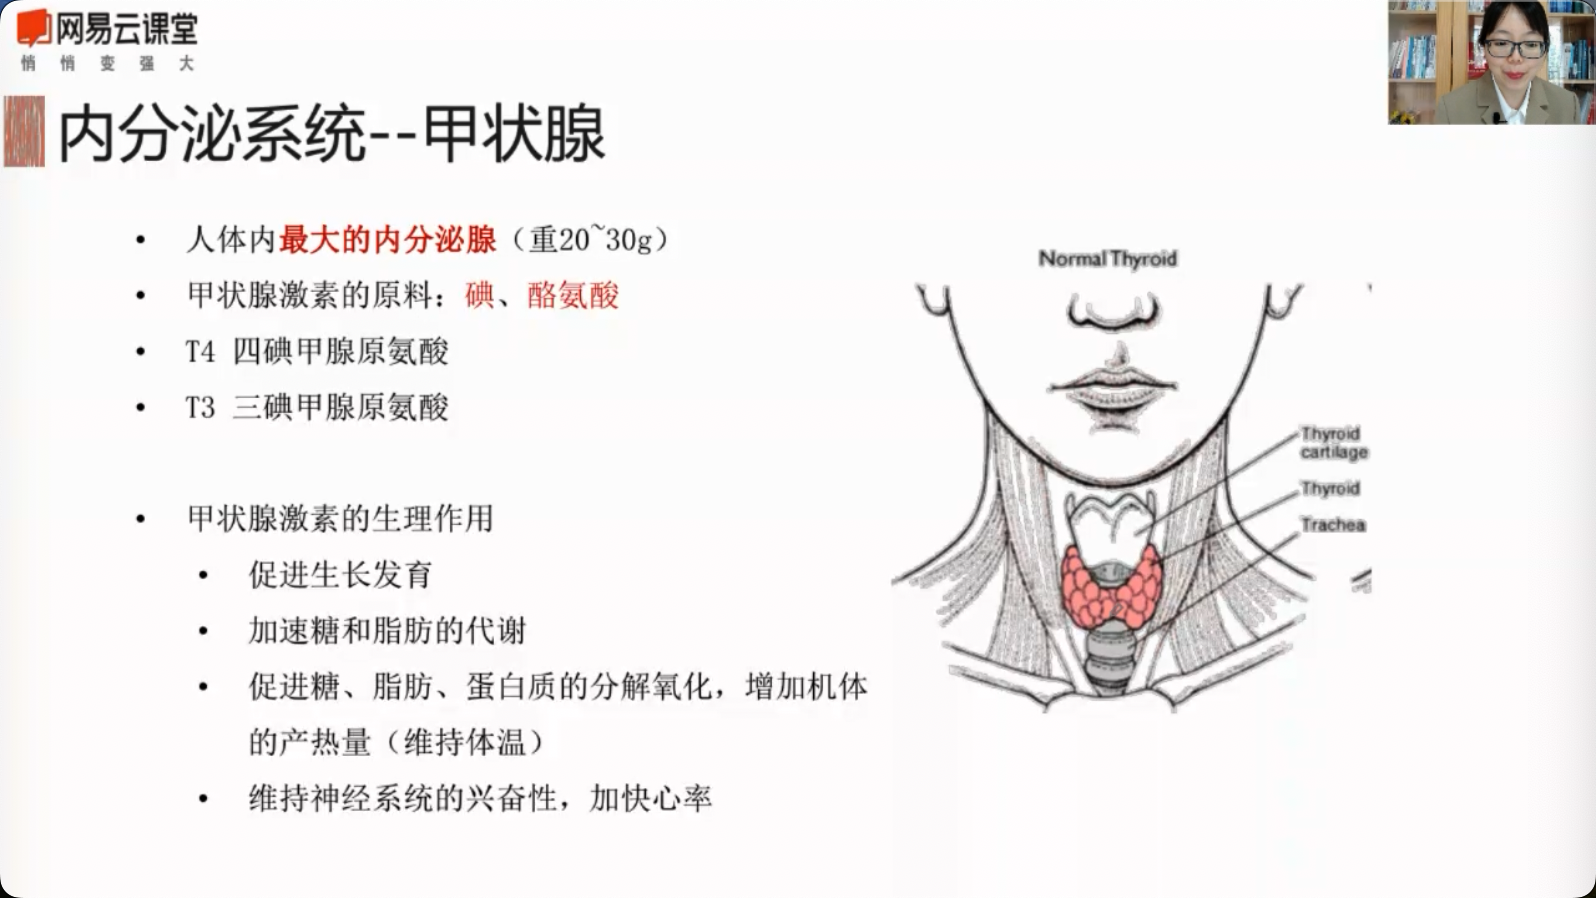 网易云课堂
悄悄变强大
内分泌系统--甲状腺
• 人体内最大的内分泌腺（重20~30g）
• 甲状腺激素的原料：碘、酪氨酸
• T4 四碘甲腺原氨酸
• T3 三碘甲腺原氨酸
• 甲状腺激素的生理作用
• 促进生长发育
• 加速糖和脂肪的代谢
• 促进糖、脂肪、蛋白质的分解氧化，增加机体
的产热量（维持体温）
• 维持神经系统的兴奋性，加快心率
Normal Thyroid
Thyroid
cartilage
Thyroid
Trachea